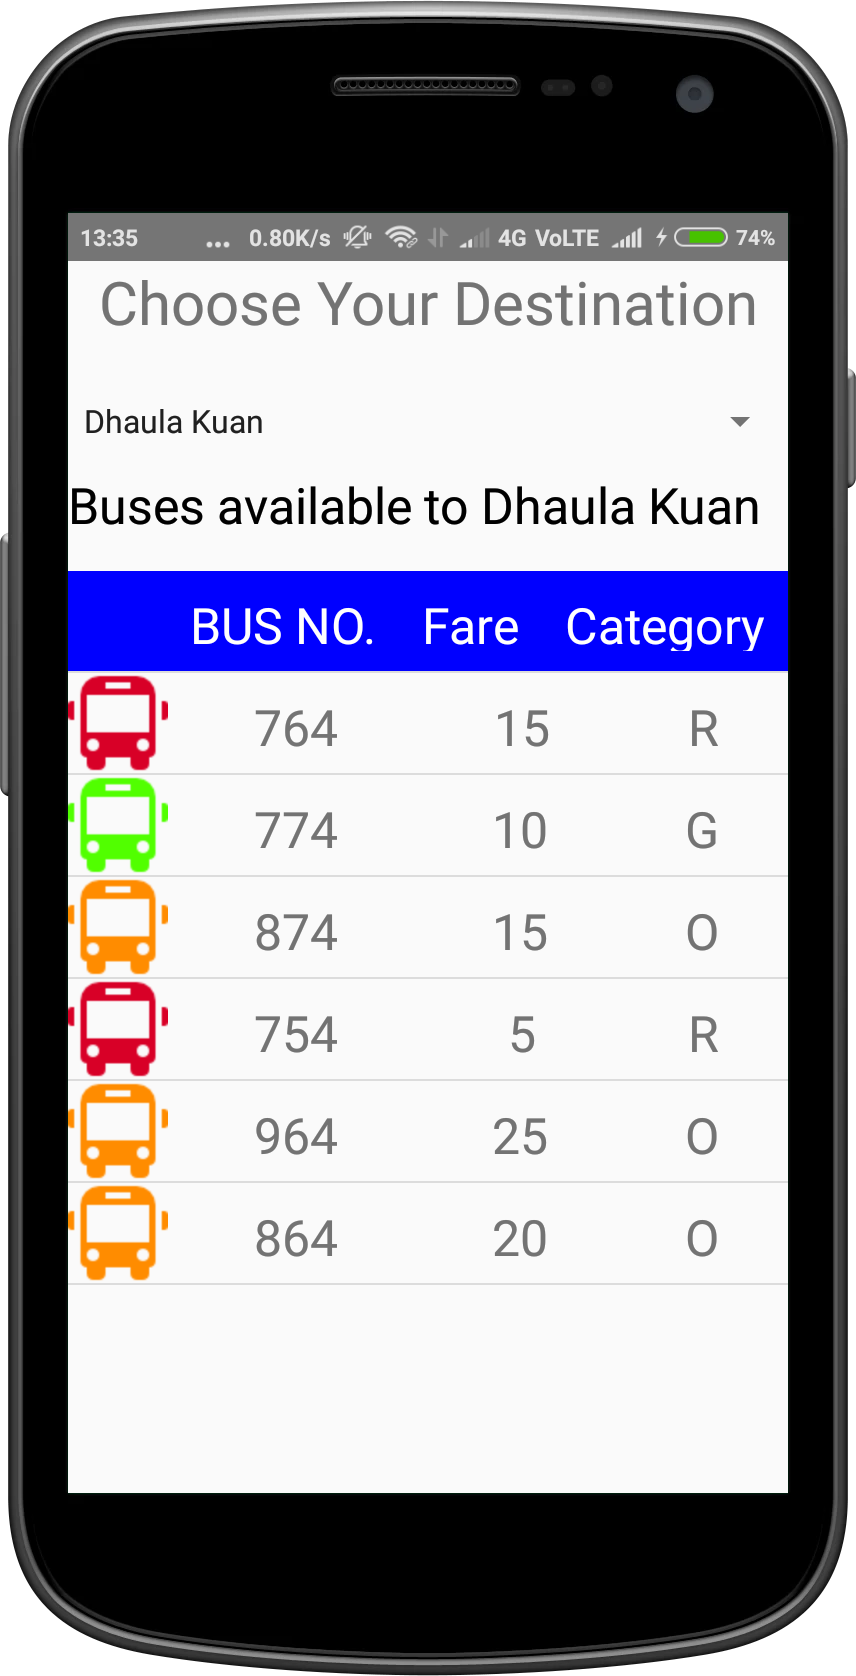 13:35 ... 0.80K/s 4G VoLTE 74%
Choose Your Destination
Dhaula Kuan
Buses available to Dhaula Kuan
BUS NO. Fare Category
764 15 R
774 10 G
874 15 O
754 5 R
964 25 O
864 20 O